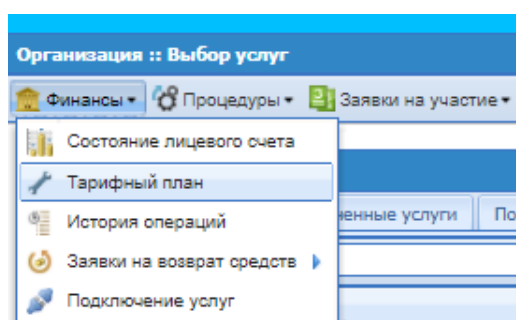 Организация :: Выбор услуг
Финансы Процедуры Заявки на участие
Состояние лицевого счета
Тарифный план
История операций
Заявки на возврат средств
Подключение услуг
услуги